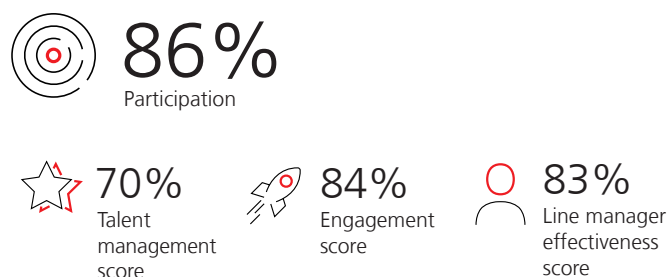 86%
Participation
70%
Talent
management
score
84%
Engagement
score
83%
Line manager
effectiveness
score